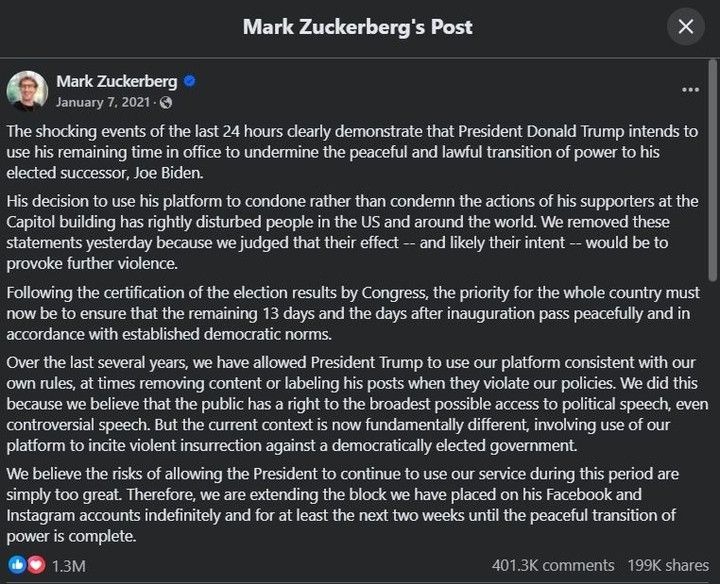 Mark Zuckerberg's Post
Mark Zuckerberg
January 7, 2021 ·
The shocking events of the last 24 hours clearly demonstrate that President Donald Trump intends to
use his remaining time in office to undermine the peaceful and lawful transition of power to his
elected successor, Joe Biden.
His decision to use his platform to condone rather than condemn the actions of his supporters at the
Capitol building has rightly disturbed people in the US and around the world. We removed these
statements yesterday because we judged that their effect -- and likely their intent -- would be to
provoke further violence.
Following the certification of the election results by Congress, the priority for the whole country must
now be to ensure that the remaining 13 days and the days after inauguration pass peacefully and in
accordance with established democratic norms.
Over the last several years, we have allowed President Trump to use our platform consistent with our
own rules, at times removing content or labeling his posts when they violate our policies. We did this
because we believe that the public has a right to the broadest possible access to political speech, even
controversial speech. But the current context is now fundamentally different, involving use of our
platform to incite violent insurrection against a democratically elected government.
We believe the risks of allowing the President to continue to use our service during this period are
simply too great. Therefore, we are extending the block we have placed on his Facebook and
Instagram accounts indefinitely and for at least the next two weeks until the peaceful transition of
power is complete.
1.3M 401.3K comments 199K shares